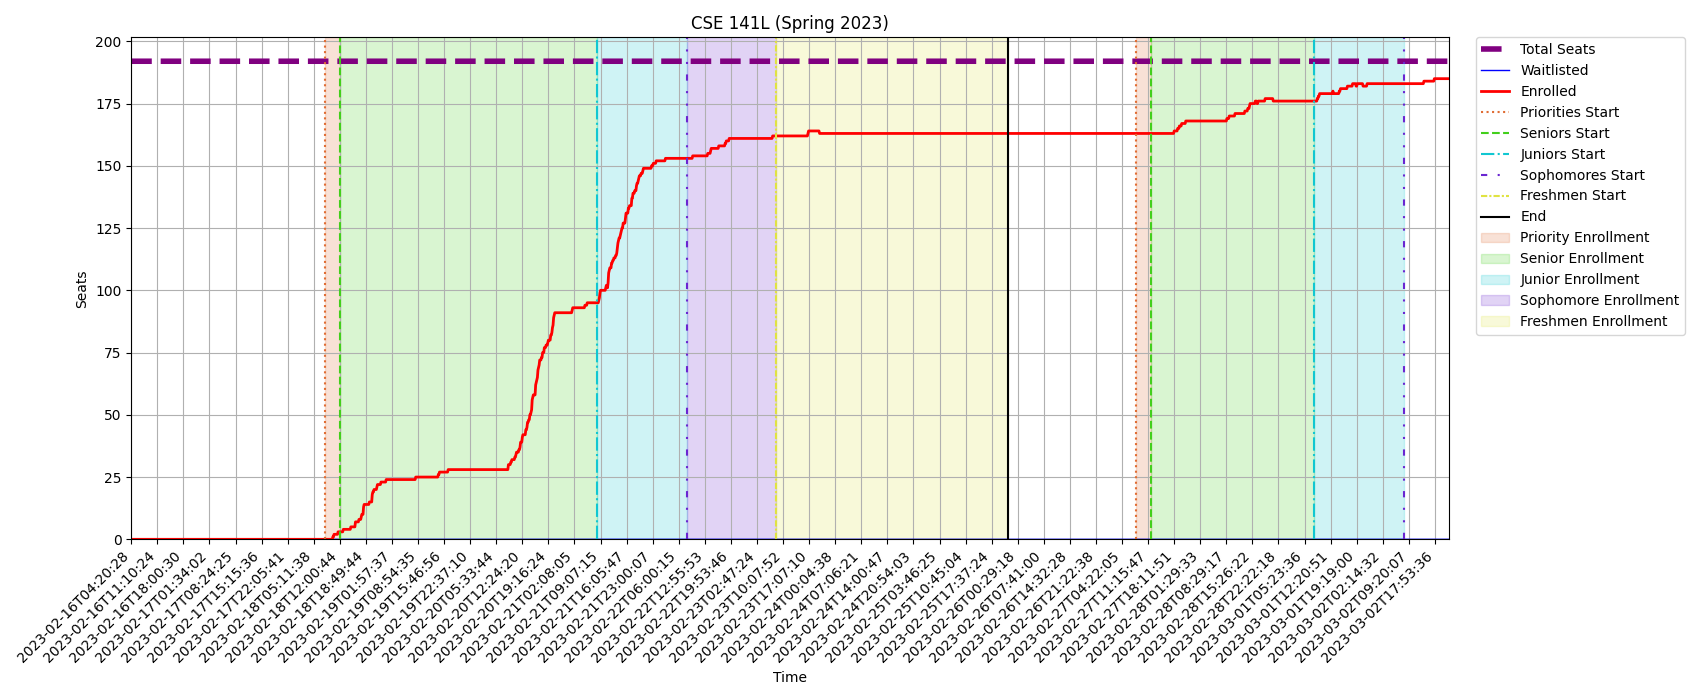 CSE 141L (Spring 2023)
200
175
150
125
100
75
50
25
0
Seats
2023-02-16T04:20:28
2023-02-16T11:10:24
2023-02-16T18:00:30
2023-02-17T01:34:02
2023-02-17T08:24:25
2023-02-17T15:15:36
2023-02-17T22:05:41
2023-02-18T05:11:38
2023-02-18T12:00:44
2023-02-18T18:49:44
2023-02-19T01:57:37
2023-02-19T08:54:35
2023-02-19T15:46:56
2023-02-19T22:37:10
2023-02-20T05:33:44
2023-02-20T12:24:20
2023-02-20T19:16:24
2023-02-21T02:08:05
2023-02-21T09:07:15
2023-02-21T16:05:47
2023-02-21T23:00:07
2023-02-22T06:00:15
2023-02-22T12:55:53
2023-02-22T19:53:46
2023-02-23T02:47:24
2023-02-23T10:07:52
2023-02-23T17:07:10
2023-02-24T00:04:38
2023-02-24T07:06:21
2023-02-24T14:00:47
2023-02-24T20:54:03
2023-02-25T03:46:25
2023-02-25T10:45:04
2023-02-25T17:37:24
2023-02-26T00:29:18
2023-02-26T07:41:00
2023-02-26T14:32:28
2023-02-26T21:22:38
2023-02-27T04:22:05
2023-02-27T11:15:47
2023-02-27T18:11:51
2023-02-28T01:29:33
2023-02-28T08:29:17
2023-02-28T15:26:22
2023-02-28T22:22:18
2023-03-01T05:23:36
2023-03-01T12:20:51
2023-03-01T19:19:00
2023-03-02T02:14:32
2023-03-02T09:20:07
2023-03-02T17:53:36
Time
Total Seats
Waitlisted
Enrolled
Priorities Start
Seniors Start
Juniors Start
Sophomores Start
Freshmen Start
End
Priority Enrollment
Senior Enrollment
Junior Enrollment
Sophomore Enrollment
Freshmen Enrollment